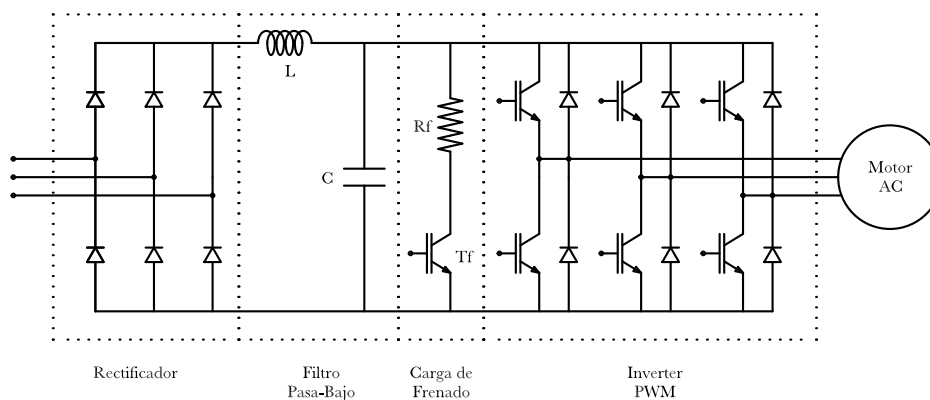 L
C
Rf
Tf
Motor
AC
Rectificador
Filtro
Pasa-Bajo
Carga de
Frenado
Inverter
PWM